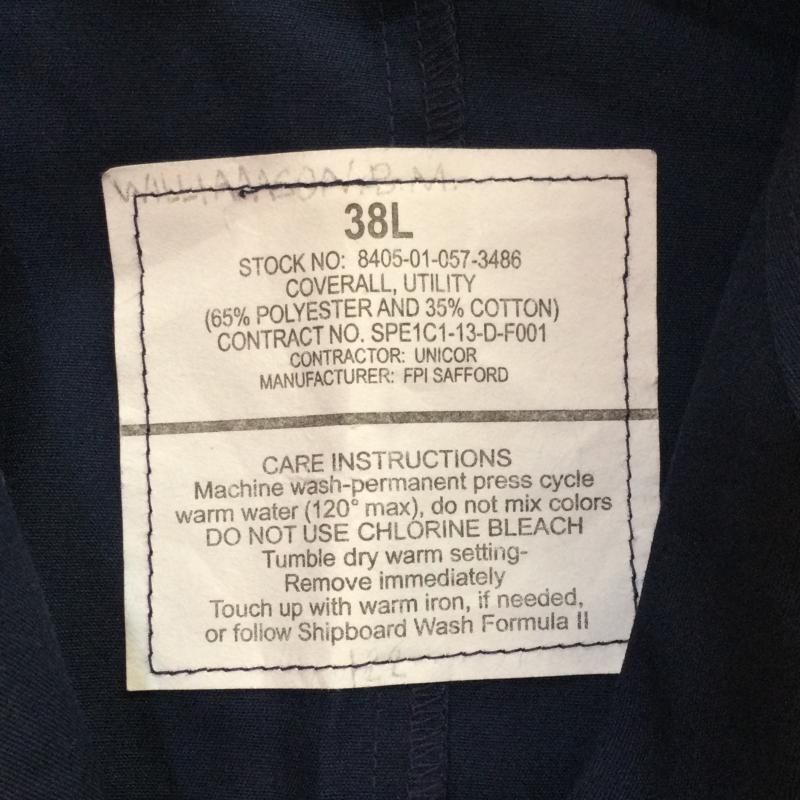 WILLIAMSON. B. M.
38L
STOCK NO: 8405-01-057-3486
COVERALL, UTILITY
(65% POLYESTER AND 35% COTTON)
CONTRACT NO. SPE1C1-13-D-F001
CONTRACTOR: UNICOR
MANUFACTURER: FPI SAFFORD
CARE INSTRUCTIONS
Machine wash-permanent press cycle
warm water (120° max), do not mix colors
DO NOT USE CHLORINE BLEACH
Tumble dry warm setting-
Remove immediately
Touch up with warm iron, if needed,
or follow Shipboard Wash Formula II